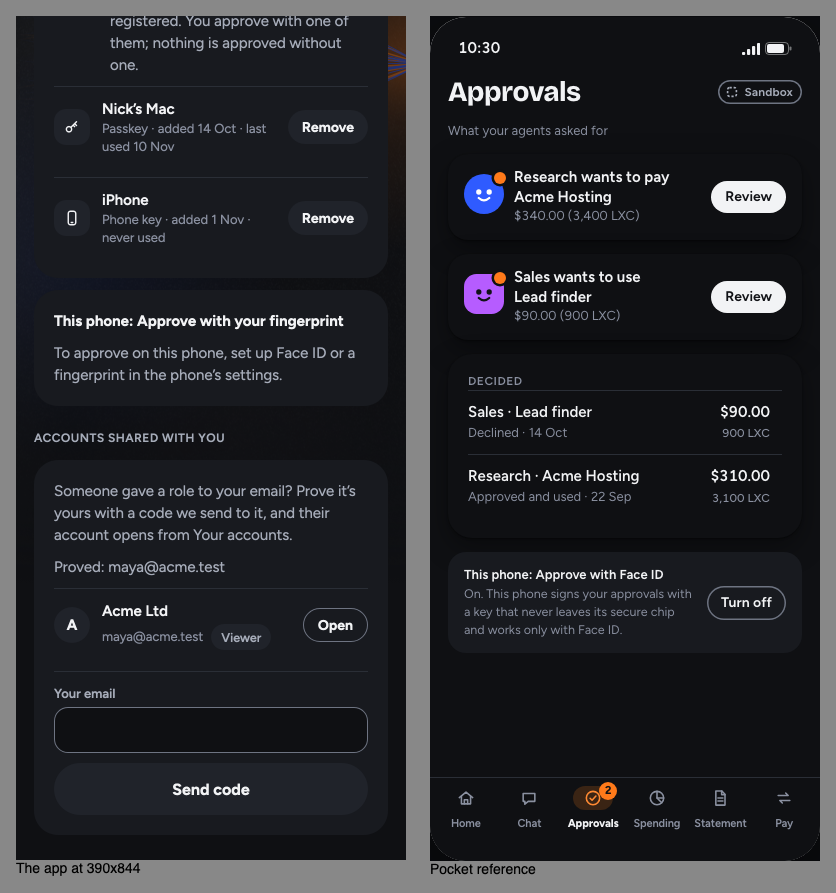 registered. You approve with one of
them; nothing is approved without
one.
Nick's Mac
Passkey · added 14 Oct · last
used 10 Nov
Remove
iPhone
Phone key · added 1 Nov ·
never used
Remove
This phone: Approve with your fingerprint
To approve on this phone, set up Face ID or a
fingerprint in the phone's settings.
ACCOUNTS SHARED WITH YOU
Someone gave a role to your email? Prove it's
yours with a code we send to it, and their
account opens from Your accounts.
Proved: maya@acme.test
A
Acme Ltd
maya@acme.test
Viewer
Open
Your email
Send code
The app at 390x844
10:30
Approvals
Sandbox
What your agents asked for
Research wants to pay
Acme Hosting
$340.00 (3,400 LXC)
Review
Sales wants to use
Lead finder
$90.00 (900 LXC)
Review
DECIDED
Sales · Lead finder
$90.00
Declined · 14 Oct
900 LXC
Research · Acme Hosting
$310.00
Approved and used · 22 Sep
3,100 LXC
This phone: Approve with Face ID
On. This phone signs your approvals with
a key that never leaves its secure chip
and works only with Face ID.
Turn off
2
Home
Chat
Approvals
Spending
Statement
Pay
Pocket reference